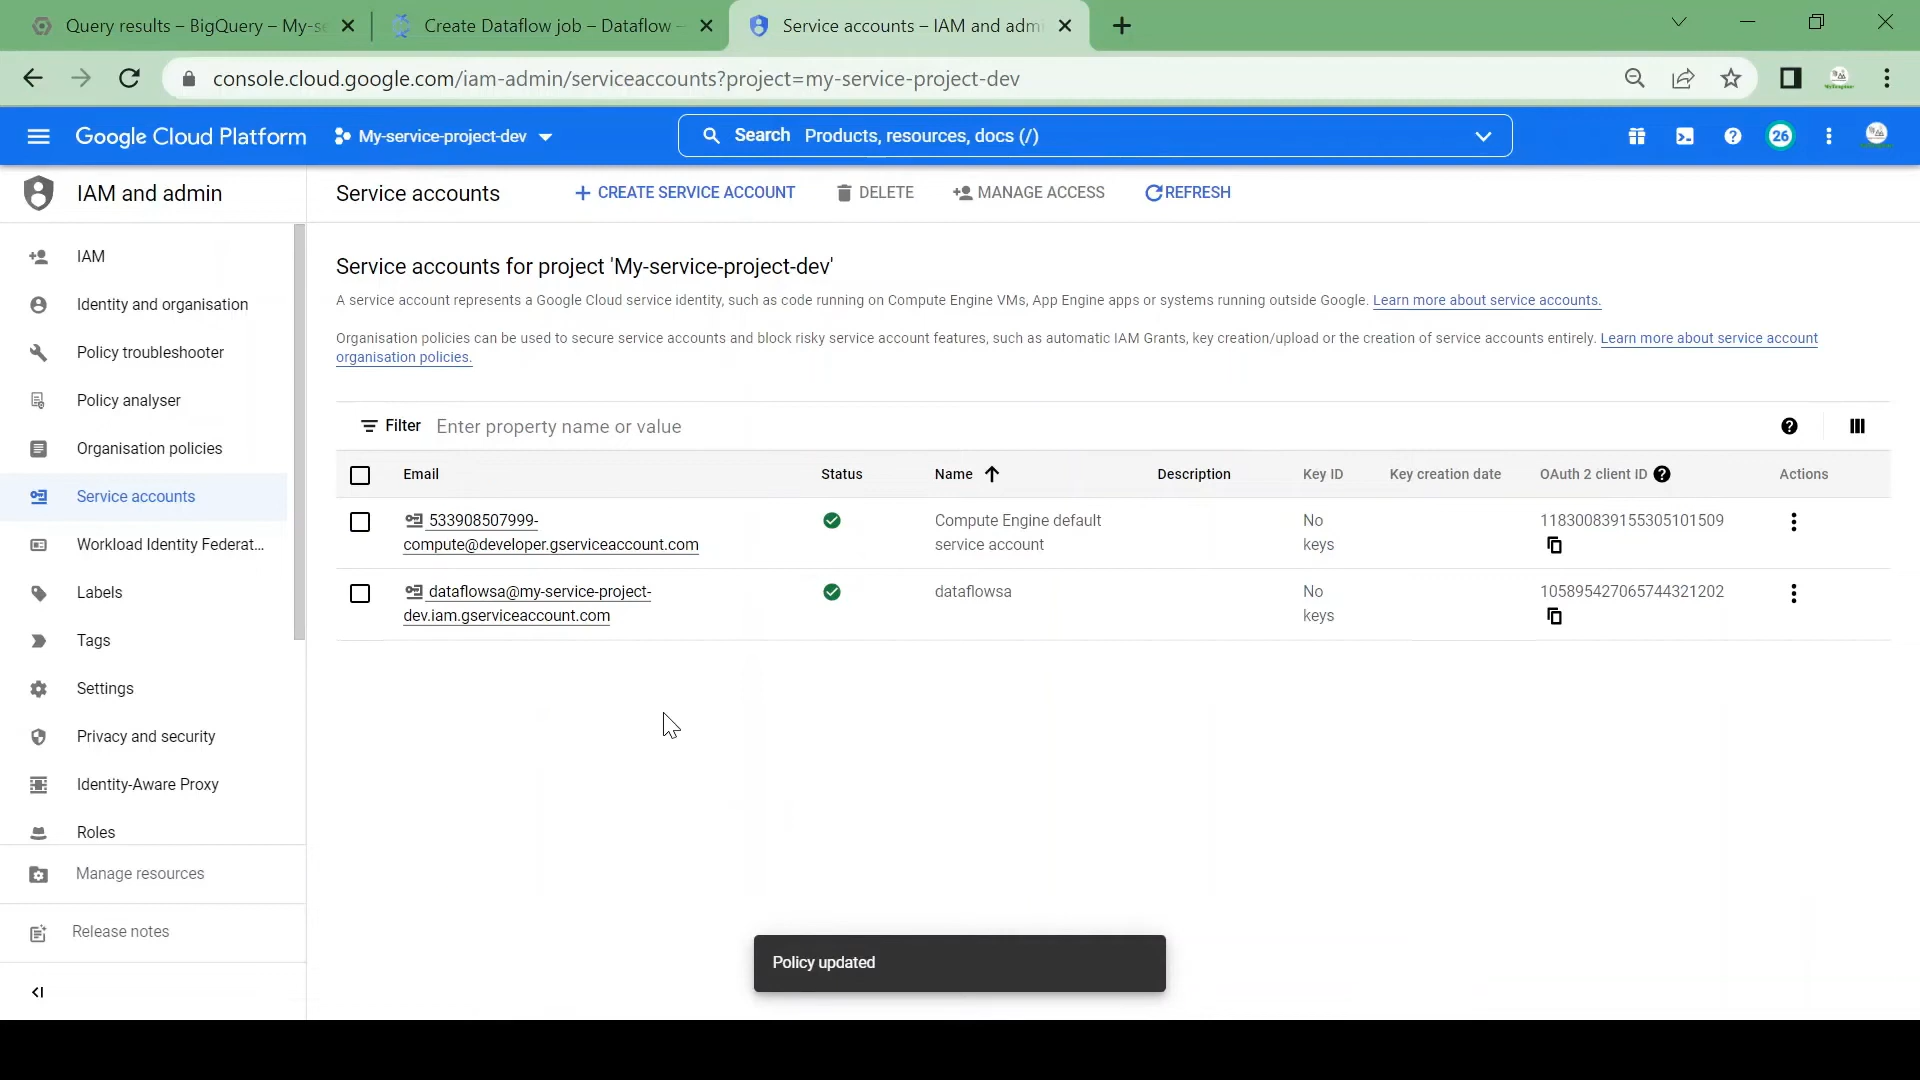 Query results – BigQuery – My-se
Create Dataflow job – Dataflow –
Service accounts – IAM and admi
console.cloud.google.com/iam-admin/serviceaccounts?project=my-service-project-dev
Google Cloud Platform
My-service-project-dev
Search Products, resources, docs (/)
26
IAM and admin
Service accounts
CREATE SERVICE ACCOUNT
DELETE
MANAGE ACCESS
REFRESH
IAM
Identity and organisation
Policy troubleshooter
Policy analyser
Organisation policies
Service accounts
Workload Identity Federat...
Labels
Tags
Settings
Privacy and security
Identity-Aware Proxy
Roles
Manage resources
Release notes
Service accounts for project 'My-service-project-dev'
A service account represents a Google Cloud service identity, such as code running on Compute Engine VMs, App Engine apps or systems running outside Google. Learn more about service accounts.
Organisation policies can be used to secure service accounts and block risky service account features, such as automatic IAM Grants, key creation/upload or the creation of service accounts entirely. Learn more about service account
organisation policies.
Filter Enter property name or value
Email Status Name Description Key ID Key creation date OAuth 2 client ID Actions
533908507999- Compute Engine default No 118300839155305101509
compute@developer.gserviceaccount.com service account keys
dataflowsa@my-service-project- dataflowsa No 105895427065744321202
dev.iam.gserviceaccount.com keys
Policy updated